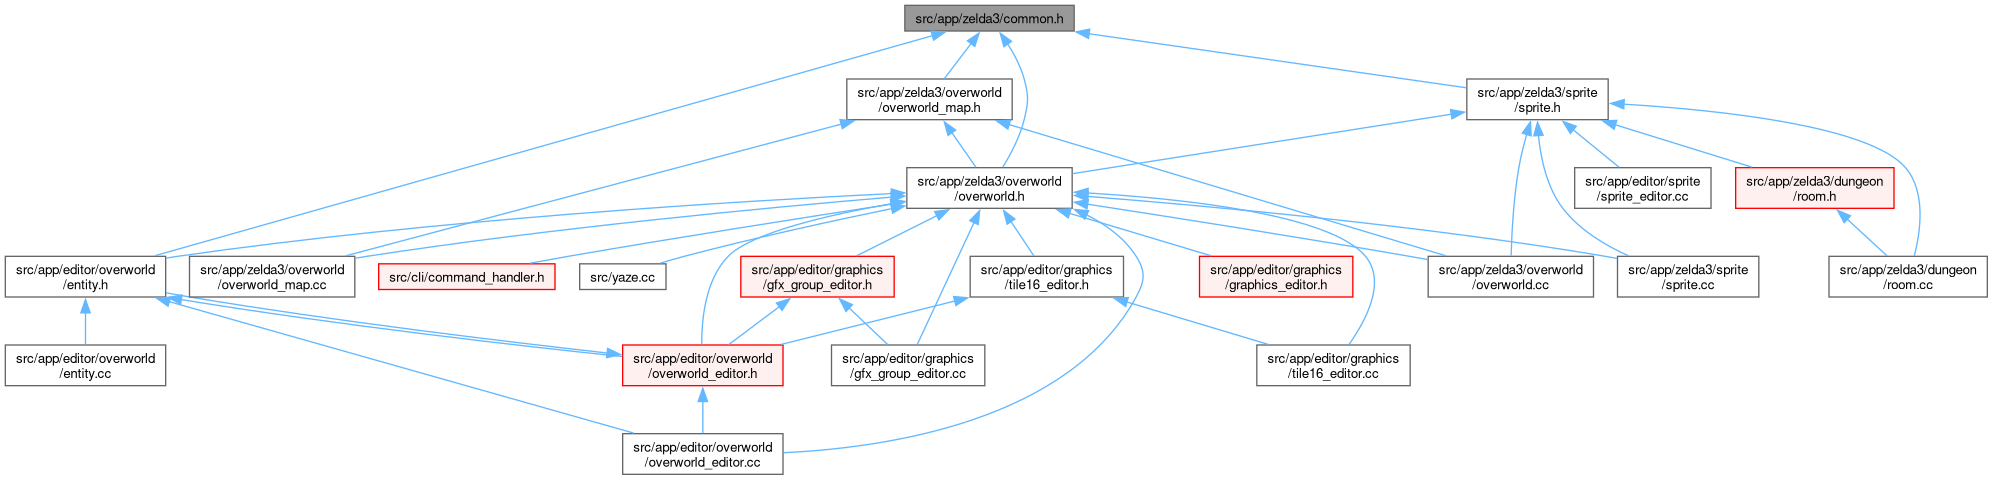 src/app/zelda3/common.h
src/app/zelda3/overworld
/overworld_map.h
src/app/zelda3/sprite
/sprite.h
src/app/zelda3/overworld
/overworld.h
src/app/editor/sprite
/sprite_editor.cc
src/app/zelda3/dungeon
/room.h
src/app/editor/overworld
/entity.h
src/app/zelda3/overworld
/overworld_map.cc
src/cli/command_handler.h
src/yaze.cc
src/app/editor/graphics
/gfx_group_editor.h
src/app/editor/graphics
/tile16_editor.h
src/app/editor/graphics
/graphics_editor.h
src/app/zelda3/overworld
/overworld.cc
src/app/zelda3/sprite
/sprite.cc
src/app/zelda3/dungeon
/room.cc
src/app/editor/overworld
/entity.cc
src/app/editor/overworld
/overworld_editor.h
src/app/editor/graphics
/gfx_group_editor.cc
src/app/editor/graphics
/tile16_editor.cc
src/app/editor/overworld
/overworld_editor.cc